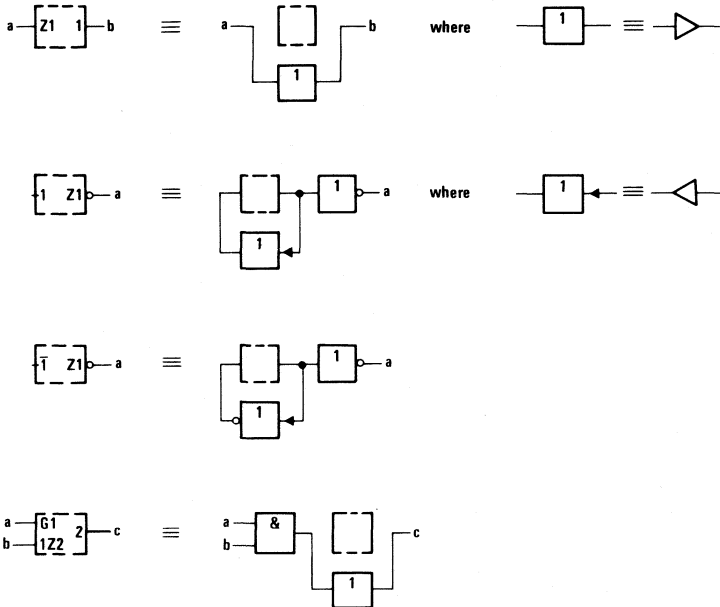 a Z1 1 b ≡ a 1 b where 1 ≡
1 Z1 a ≡ 1 1 a where 1 ≡
1̅ Z1 a ≡ 1 1 a
a G1 2 c ≡ a & c
b 1Z2 b 1